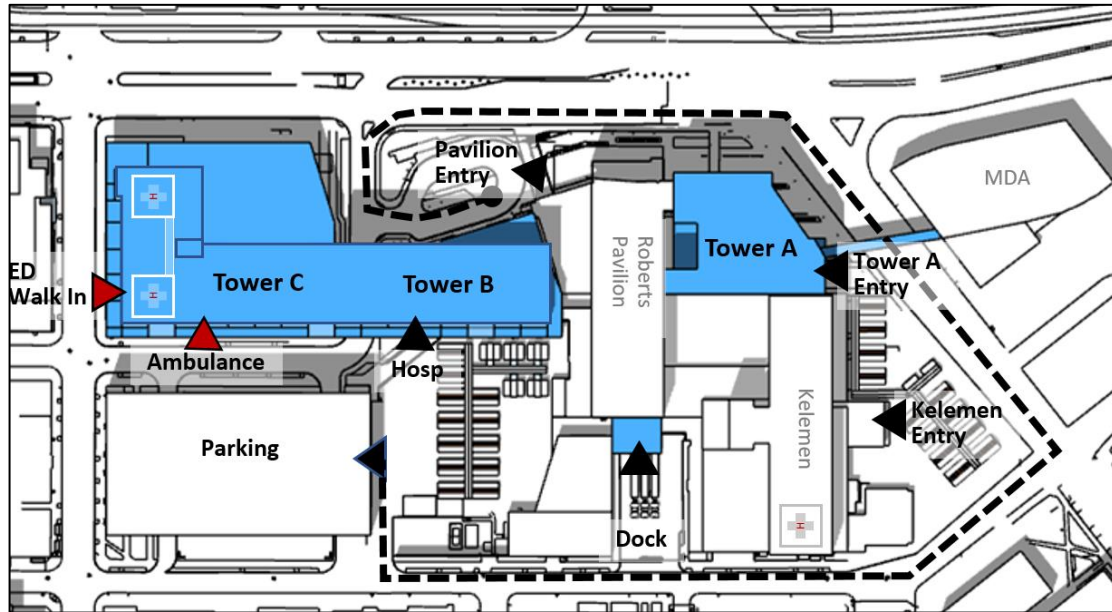 Pavilion
Entry
MDA
Roberts
Pavilion
Tower A
Tower A
Entry
H
H
ED
Walk In
Tower C
Tower B
Ambulance
Hosp
Parking
Kelemen
Kelemen
Entry
Dock
H